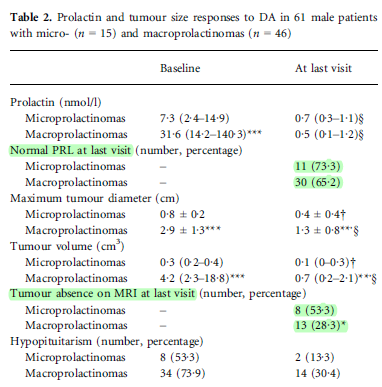 Table 2. Prolactin and tumour size responses to DA in 61 male patients
with micro- (n = 15) and macroprolactinomas (n = 46)
Baseline At last visit
Prolactin (nmol/l)
Microprolactinomas 7·3 (2·4–14·9) 0·7 (0·3–1·1)§
Macroprolactinomas 31·6 (14·2–140·3)*** 0·5 (0·1–1·2)§
Normal PRL at last visit (number, percentage)
Microprolactinomas – 11 (73·3)
Macroprolactinomas – 30 (65·2)
Maximum tumour diameter (cm)
Microprolactinomas 0·8 ± 0·2 0·4 ± 0·4†
Macroprolactinomas 2·9 ± 1·3*** 1·3 ± 0·8**·§
Tumour volume (cm³)
Microprolactinomas 0·3 (0·2–0·4) 0·1 (0–0·3)†
Macroprolactinomas 4·2 (2·3–18·8)*** 0·7 (0·2–2·1)**·§
Tumour absence on MRI at last visit (number, percentage)
Microprolactinomas – 8 (53·3)
Macroprolactinomas – 13 (28·3)*
Hypopituitarism (number, percentage)
Microprolactinomas 8 (53·3) 2 (13·3)
Macroprolactinomas 34 (73·9) 14 (30·4)